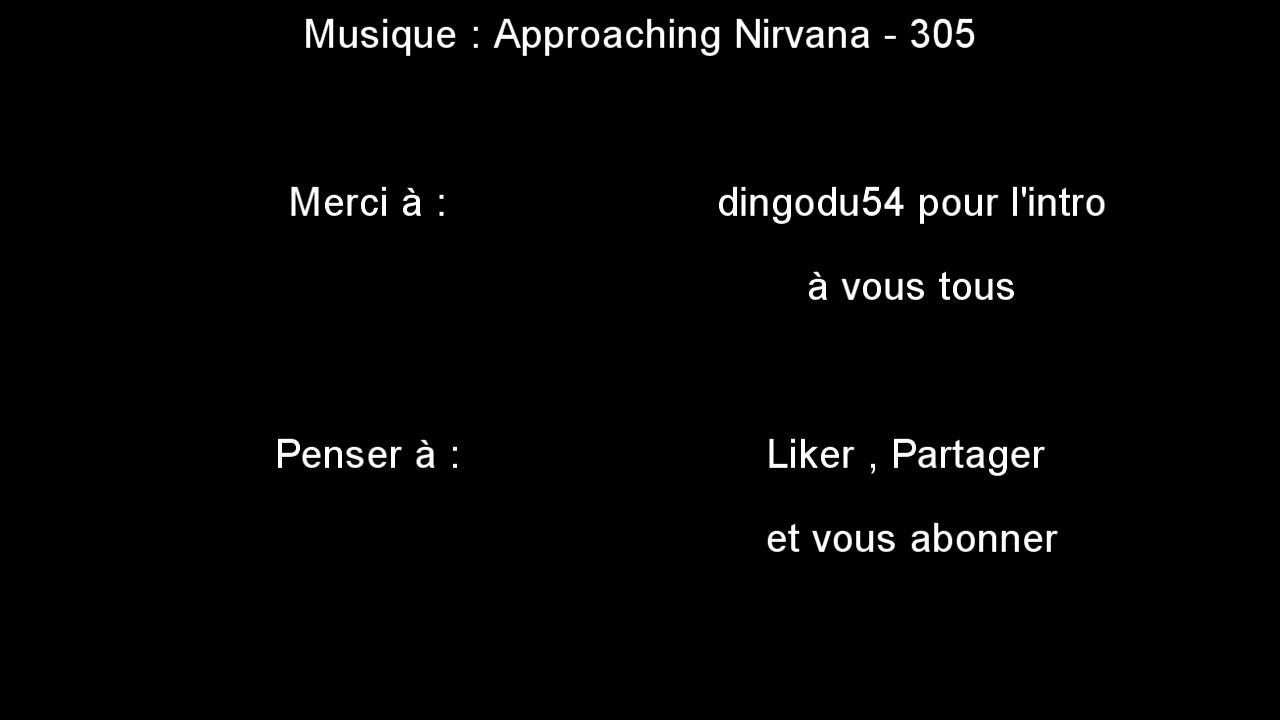 Musique : Approaching Nirvana - 305
Merci à : dingodu54 pour l'intro
à vous tous
Penser à : Liker , Partager
et vous abonner